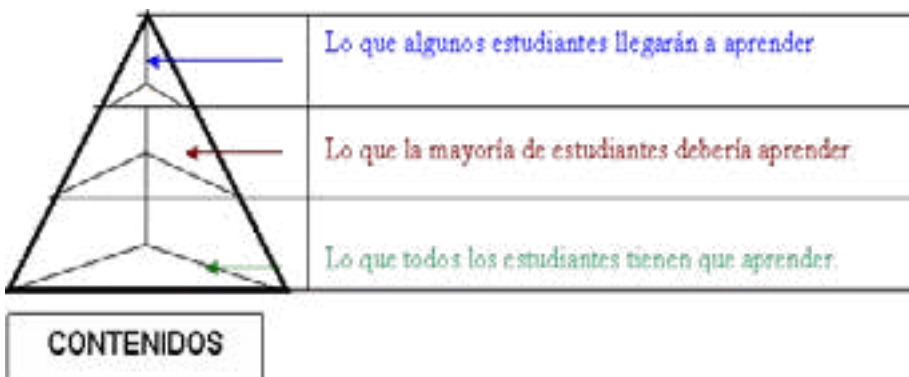 Lo que algunos estudiantes llegarán a aprender
Lo que la mayoría de estudiantes debería aprender
Lo que todos los estudiantes tienen que aprender.
CONTENIDOS